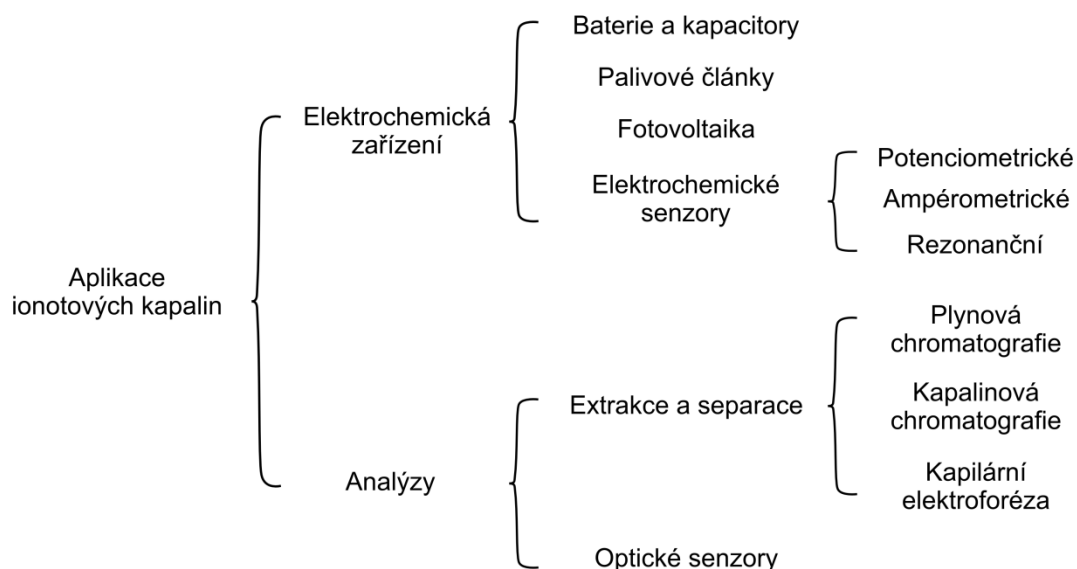 Aplikace
ionotových kapalin
Elektrochemická
zařízení
Baterie a kapacitory
Palivové články
Fotovoltaika
Elektrochemické
senzory
Potenciometrické
Ampérometrické
Rezonanční
Analýzy
Extrakce a separace
Plynová
chromatografie
Kapalinová
chromatografie
Kapilární
elektroforéza
Optické senzory